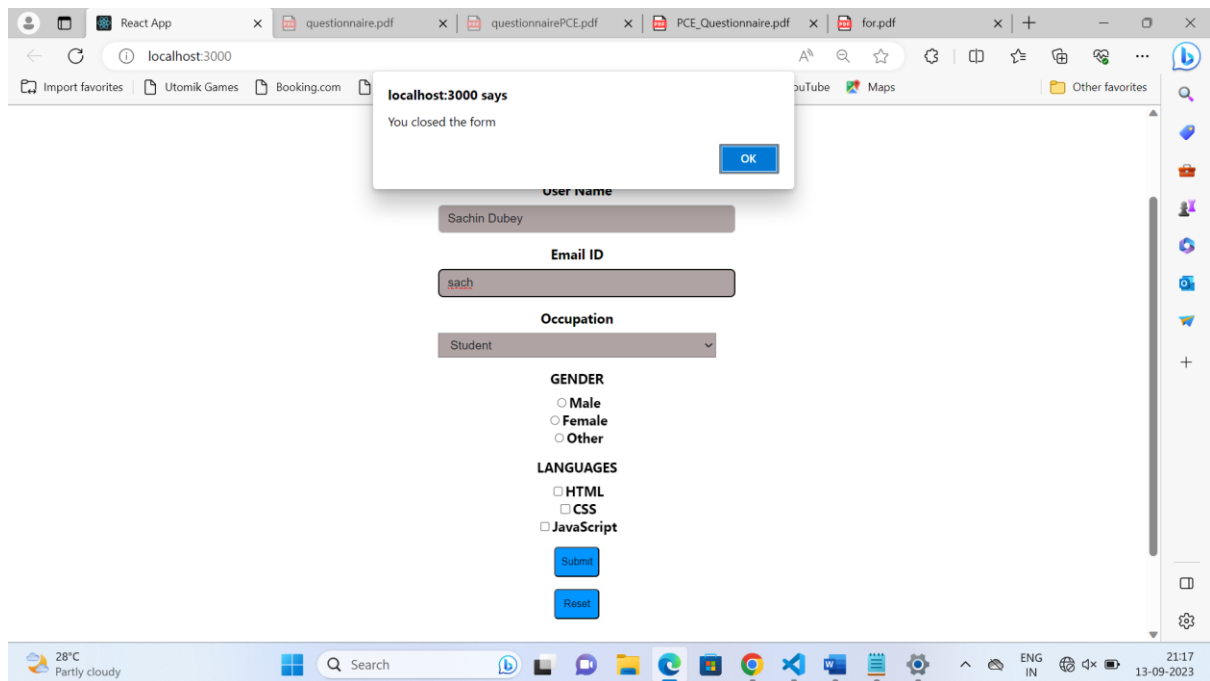 React App
questionnaire.pdf
questionnairePCE.pdf
PCE_Questionnaire.pdf
for.pdf
localhost:3000
Import favorites
Utomik Games
Booking.com
Maps
Other favorites
localhost:3000 says
You closed the form
OK
User Name
Sachin Dubey
Email ID
sach
Occupation
Student
GENDER
Male
Female
Other
LANGUAGES
HTML
CSS
JavaScript
Submit
Reset
28°C
Partly cloudy
Search
ENG
IN
21:17
13-09-2023